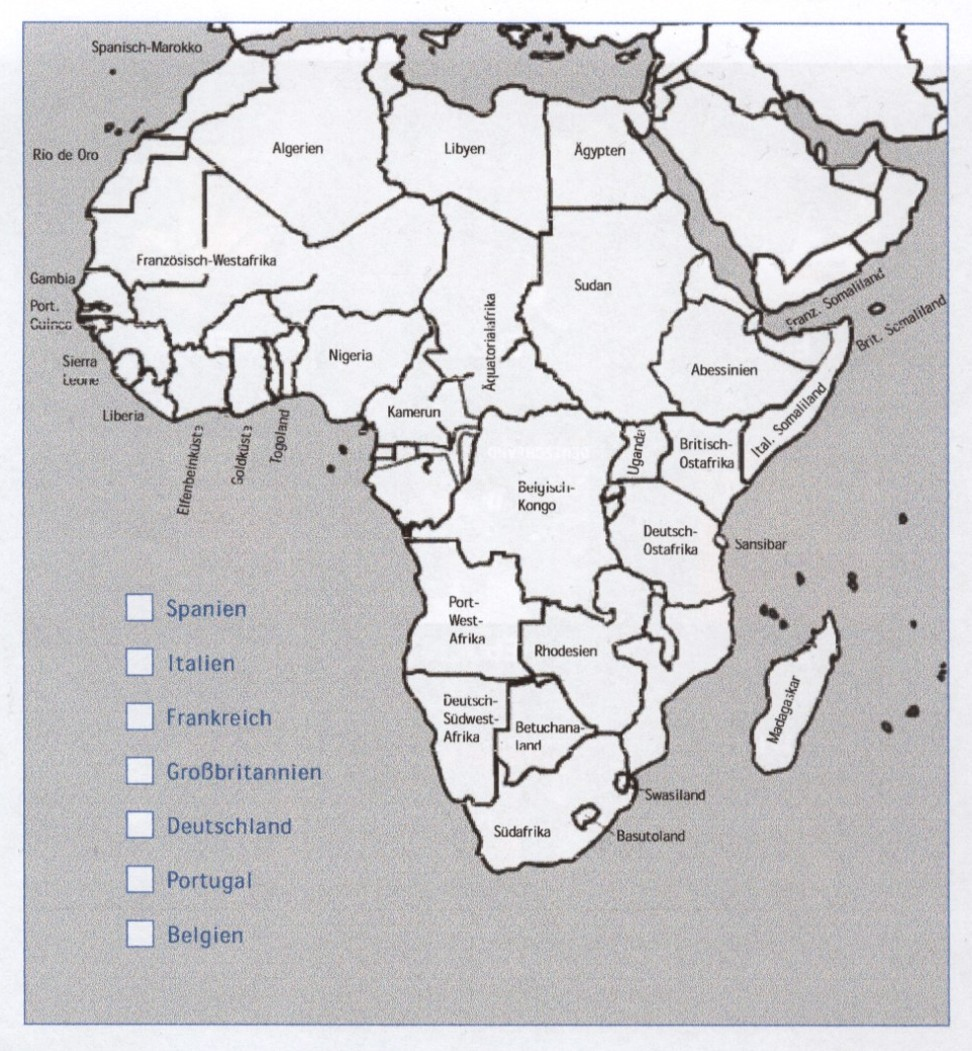 Spanisch-Marokko
Rio de Oro
Algerien
Libyen
Ägypten
Französisch-Westafrika
Gambia
Port.
Guinea
Sierra
Leone
Liberia
Elfenbeinküste
Goldküste
Togoland
Nigeria
Kamerun
Äquatorialafrika
Sudan
Franz. Somaliland
Brit. Somaliland
Abessinien
Ital. Somaliland
Uganda
Britisch-
Ostafrika
Belgisch-
Kongo
Deutsch-
Ostafrika
Sansibar
Port-
West-
Afrika
Rhodesien
Madagaskar
Deutsch-
Südwest-
Afrika
Betuchana-
land
Swasiland
Basutoland
Südafrika
Spanien
Italien
Frankreich
Großbritannien
Deutschland
Portugal
Belgien